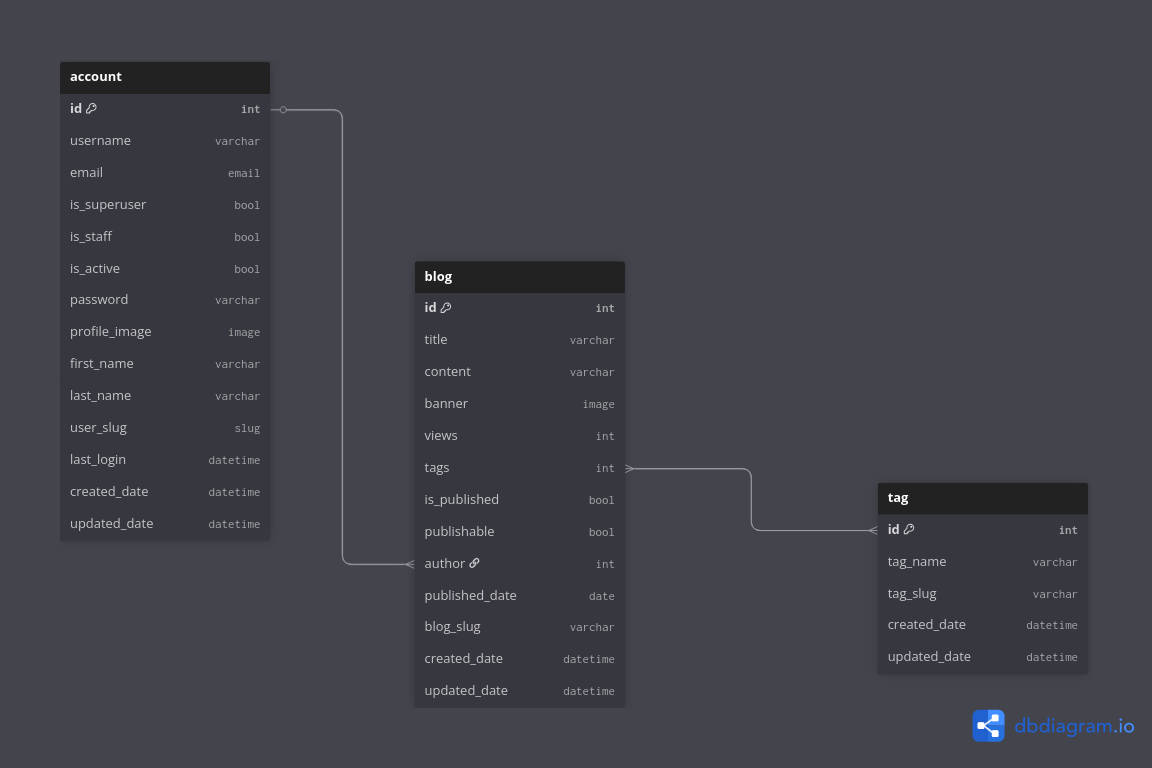 account
id int
username varchar
email email
is_superuser bool
is_staff bool
is_active bool
password varchar
profile_image image
first_name varchar
last_name varchar
user_slug slug
last_login datetime
created_date datetime
updated_date datetime
blog
id int
title varchar
content varchar
banner image
views int
tags int
is_published bool
publishable bool
author int
published_date date
blog_slug varchar
created_date datetime
updated_date datetime
tag
id int
tag_name varchar
tag_slug varchar
created_date datetime
updated_date datetime
dbdiagram.io